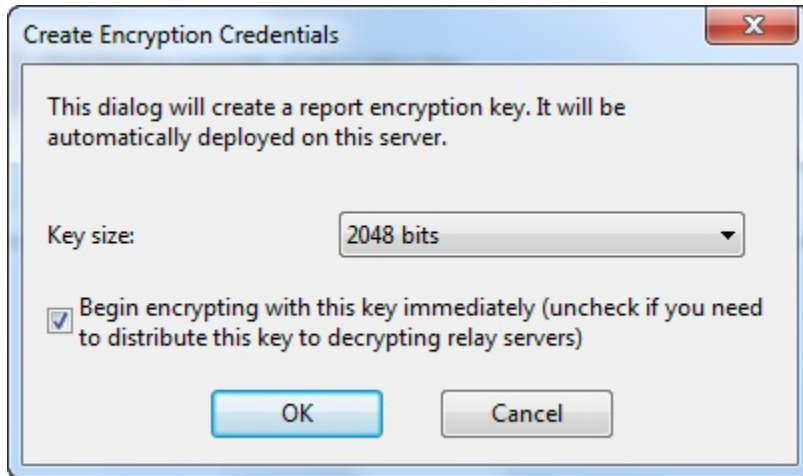 Create Encryption Credentials
This dialog will create a report encryption key. It will be
automatically deployed on this server.
Key size:
2048 bits
Begin encrypting with this key immediately (uncheck if you need
to distribute this key to decrypting relay servers)
OK
Cancel